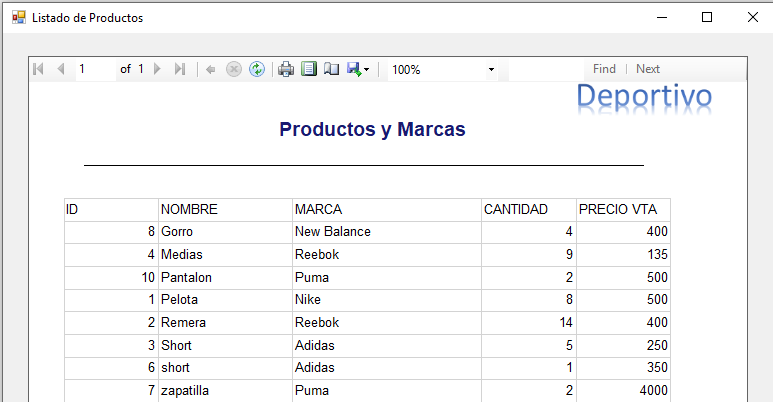 Listado de Productos
1 of 1 100% Find Next
Deportivo
Productos y Marcas
ID NOMBRE MARCA CANTIDAD PRECIO VTA
8 Gorro New Balance 4 400
4 Medias Reebok 9 135
10 Pantalon Puma 2 500
1 Pelota Nike 8 500
2 Remera Reebok 14 400
3 Short Adidas 5 250
6 short Adidas 1 350
7 zapatilla Puma 2 4000